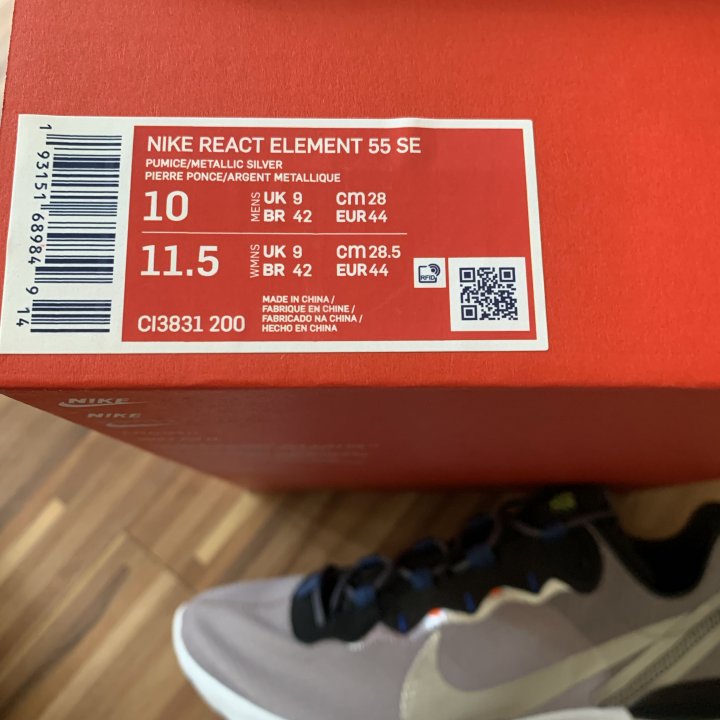 NIKE REACT ELEMENT 55 SE
PUMICE/METALLIC SILVER
PIERRE PONCE/ARGENT METALLIQUE
10 MENS UK 9 CM 28
BR 42 EUR 44
11.5 WMNS UK 9 CM 28.5
BR 42 EUR 44
RFID
CI3831 200
MADE IN CHINA /
FABRIQUE EN CHINE /
FABRICADO NA CHINA /
HECHO EN CHINA
1 93151 68984 9
14
NIKE
NIKE